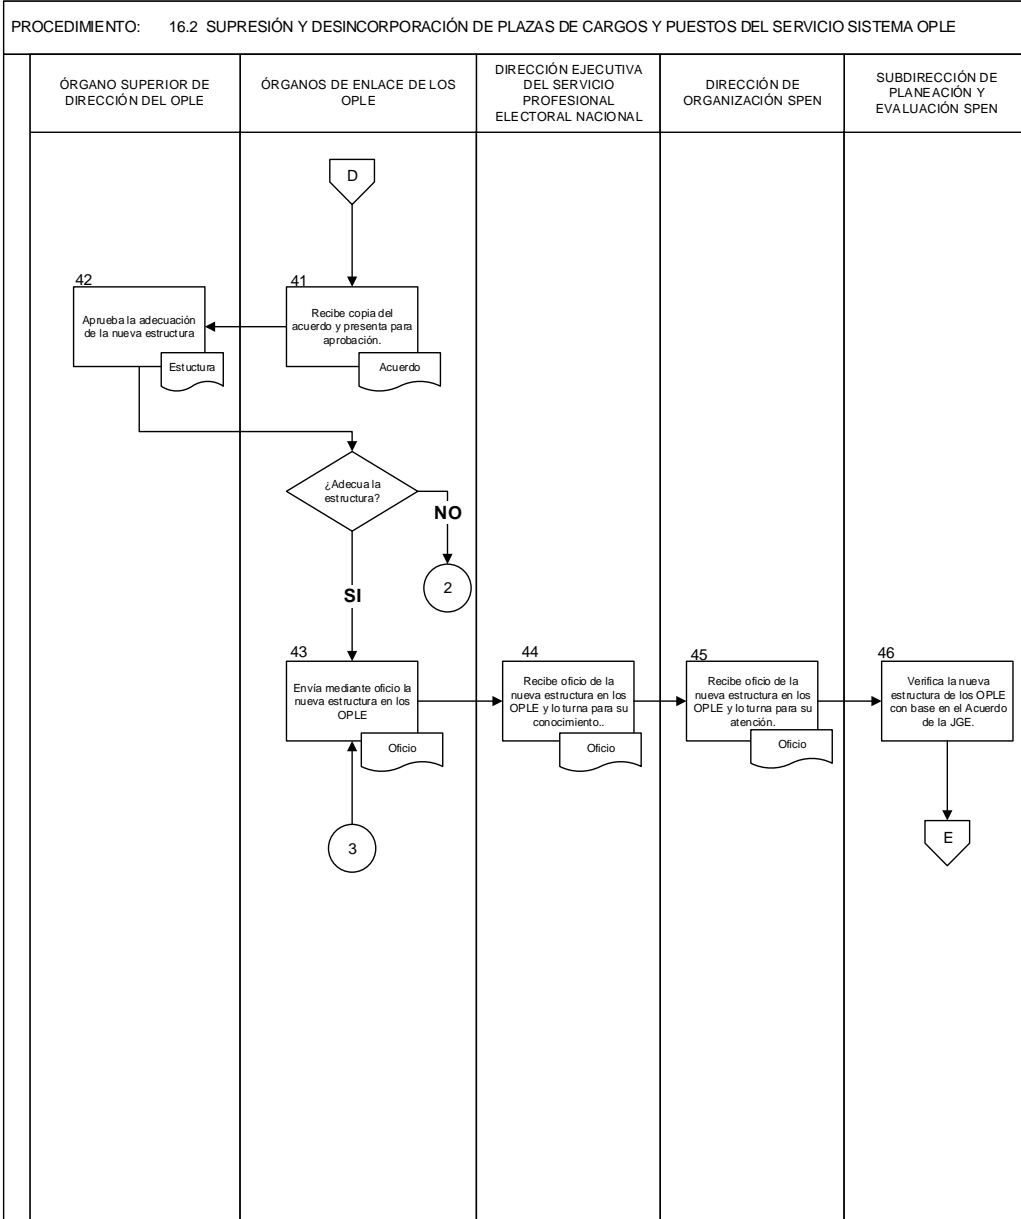 PROCEDIMIENTO: 16.2 SUPRESIÓN Y DESINCORPORACIÓN DE PLAZAS DE CARGOS Y PUESTOS DEL SERVICIO SISTEMA OPLE
ÓRGANO SUPERIOR DE
DIRECCIÓN DEL OPLE
ÓRGANOS DE ENLACE DE LOS
OPLE
DIRECCIÓN EJECUTIVA
DEL SERVICIO
PROFESIONAL
ELECTORAL NACIONAL
DIRECCIÓN DE
ORGANIZACIÓN SPEN
SUBDIRECCIÓN DE
PLANEACIÓN Y
EVALUACIÓN SPEN
D
41
Recibe copia del
acuerdo y presenta para
aprobación.
Acuerdo
42
Aprueba la adecuación
de la nueva estructura
Estuctura
¿Adecua la
estructura?
NO
2
SI
43
Envía mediante oficio la
nueva estructura en los
OPLE
Oficio
3
44
Recibe oficio de la
nueva estructura en los
OPLE y lo turna para su
conocimiento..
Oficio
45
Recibe oficio de la
nueva estructura en los
OPLE y lo turna para su
atención.
Oficio
46
Verifica la nueva
estructura de los OPLE
con base en el Acuerdo
de la JGE.
E